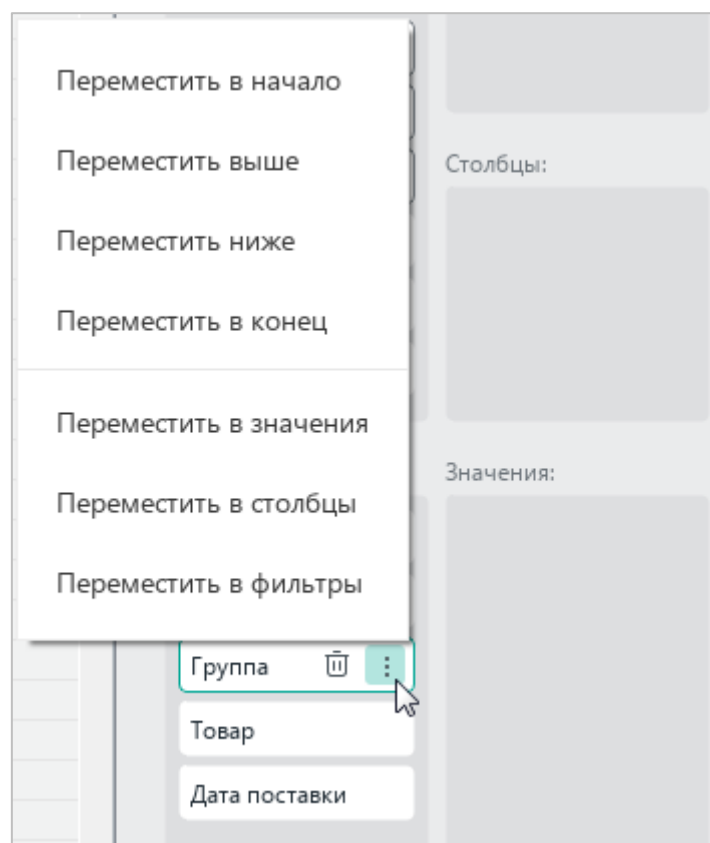 Переместить в начало
Переместить выше
Переместить ниже
Переместить в конец
Переместить в значения
Переместить в столбцы
Переместить в фильтры
Группа
Товар
Дата поставки
Столбцы:
Значения: